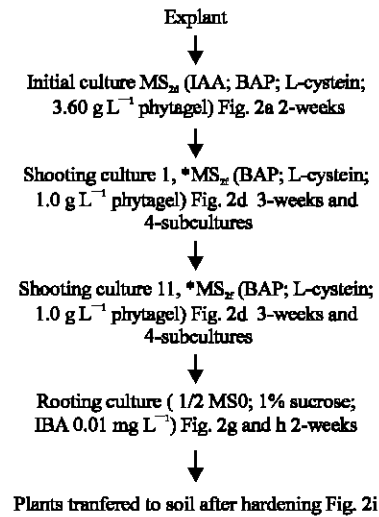 Explant
Initial culture MS₂d (IAA; BAP; L-cystein;
3.60 g L⁻¹ phytagel) Fig. 2a 2-weeks
Shooting culture 1, *MS₂f (BAP; L-cystein;
1.0 g L⁻¹ phytagel) Fig. 2d 3-weeks and
4-subcultures
Shooting culture 11, *MS₂f (BAP; L-cystein;
1.0 g L⁻¹ phytagel) Fig. 2d 3-weeks and
4-subcultures
Rooting culture ( 1/2 MS0; 1% sucrose;
IBA 0.01 mg L⁻¹) Fig. 2g and h 2-weeks
Plants tranfered to soil after hardening Fig. 2i